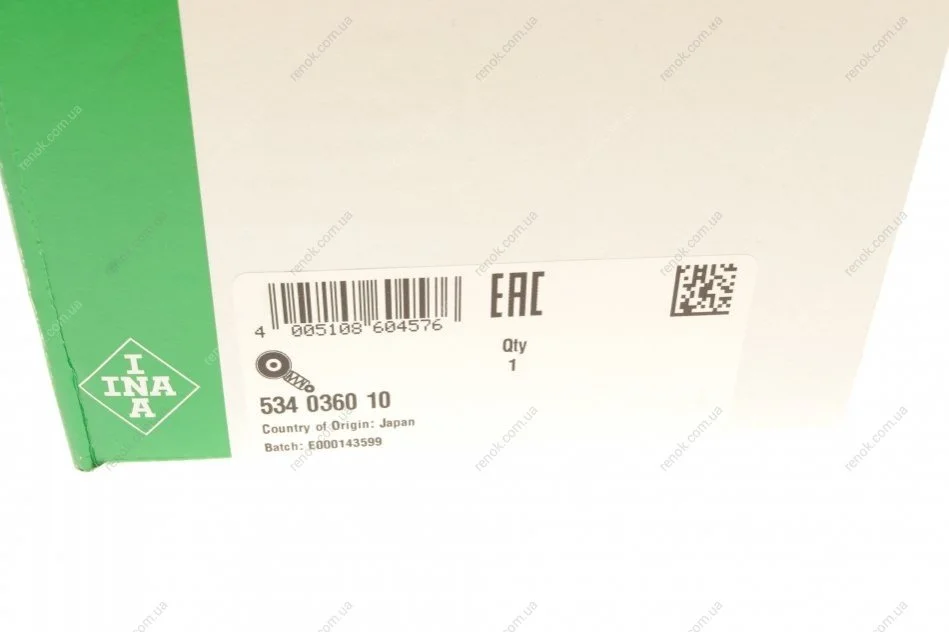 renok.com.ua
EAC
4 005108 604576
Qty
1
534 0360 10
Country of Origin: Japan
Batch: E000143599
I
INA
A